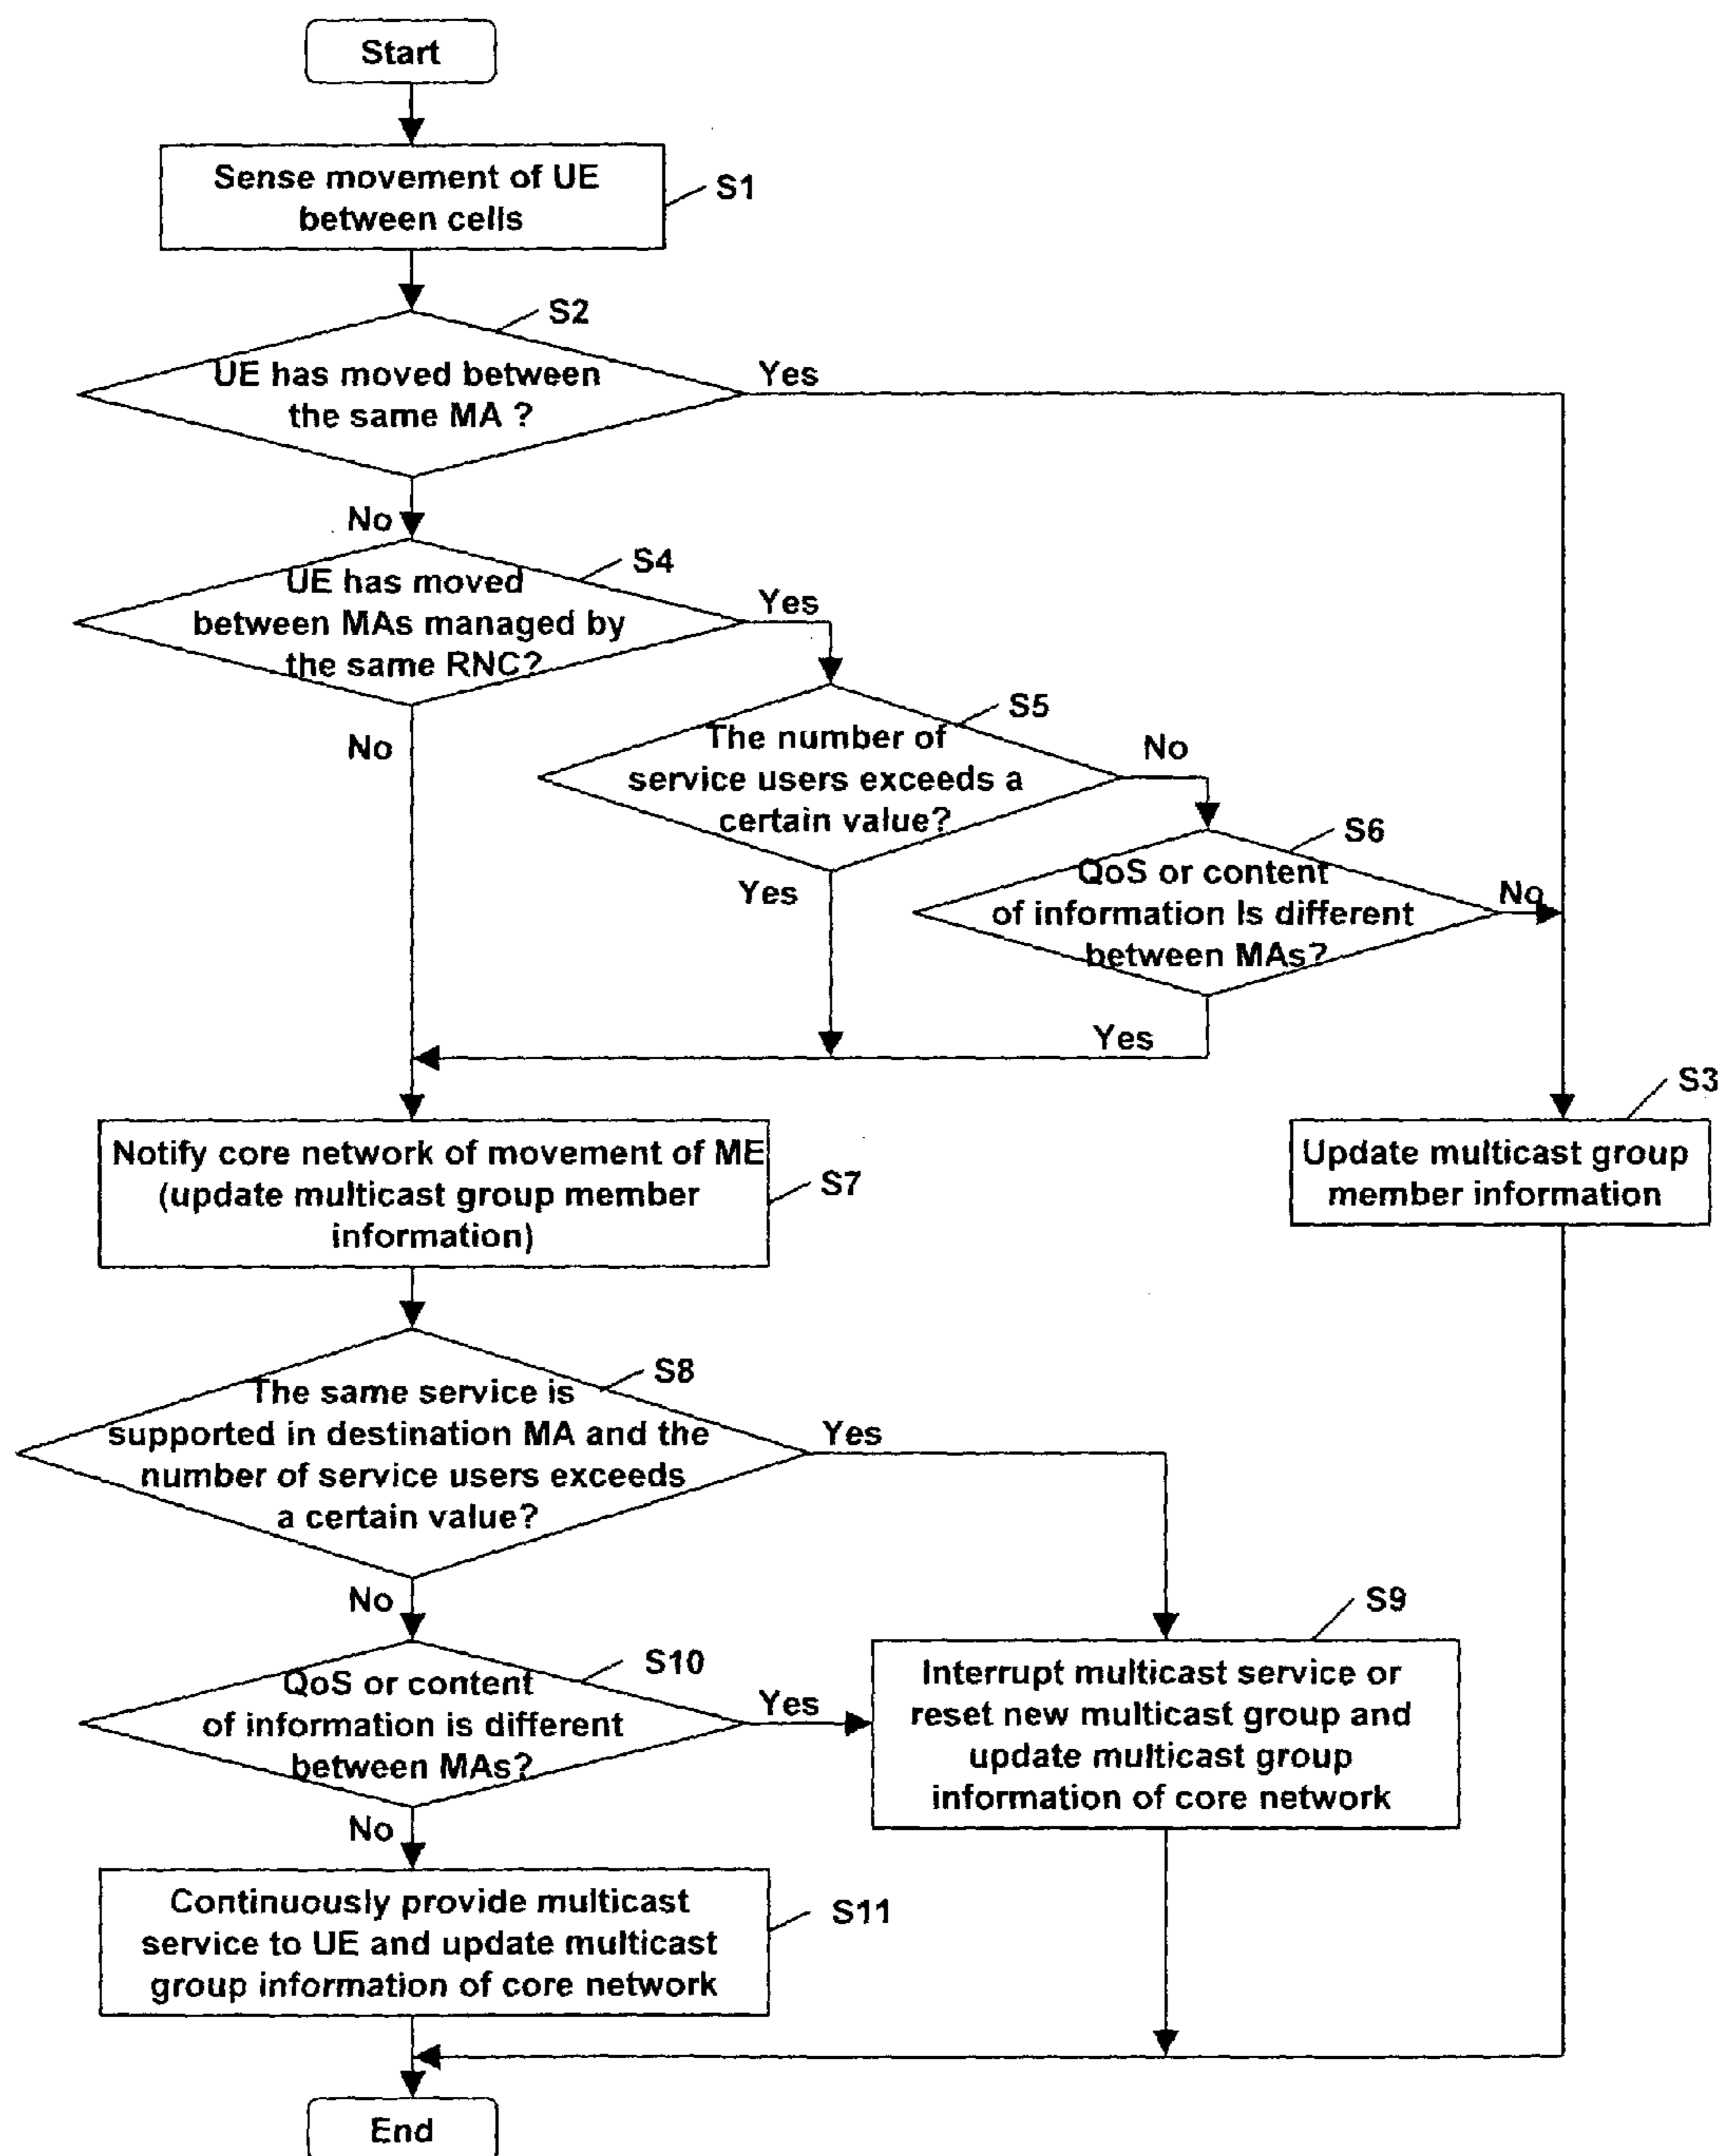 Start
Sense movement of UE
between cells
S1
S2
UE has moved between
the same MA ?
Yes
No
S4
UE has moved
between MAs managed by
the same RNC?
Yes
No
S5
The number of
service users exceeds a
certain value?
No
Yes
S6
QoS or content
of information Is different
between MAs?
No
Yes
S3
Update multicast group
member information
Notify core network of movement of ME
(update multicast group member
information)
S7
S8
The same service is
supported in destination MA and the
number of service users exceeds
a certain value?
Yes
No
S9
Interrupt multicast service or
reset new multicast group and
update multicast group
information of core network
S10
QoS or content
of information is different
between MAs?
Yes
No
Continuously provide multicast
service to UE and update multicast
group information of core network
S11
End